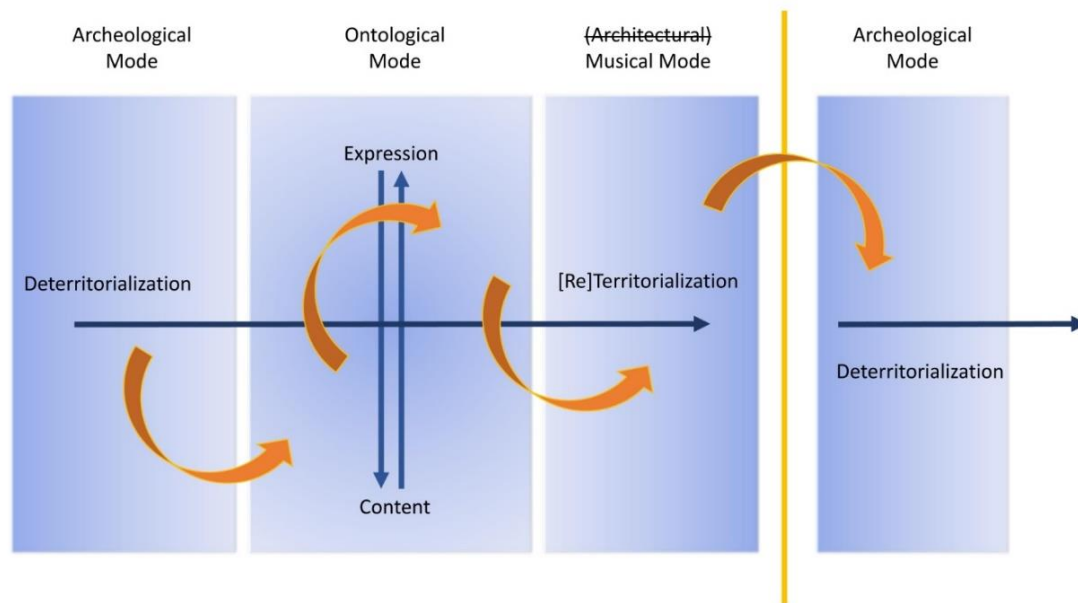 Archeological
Mode
Ontological
Mode
(Architectural)
Musical Mode
Archeological
Mode
Expression
Deterritorialization
[Re]Territorialization
Deterritorialization
Content